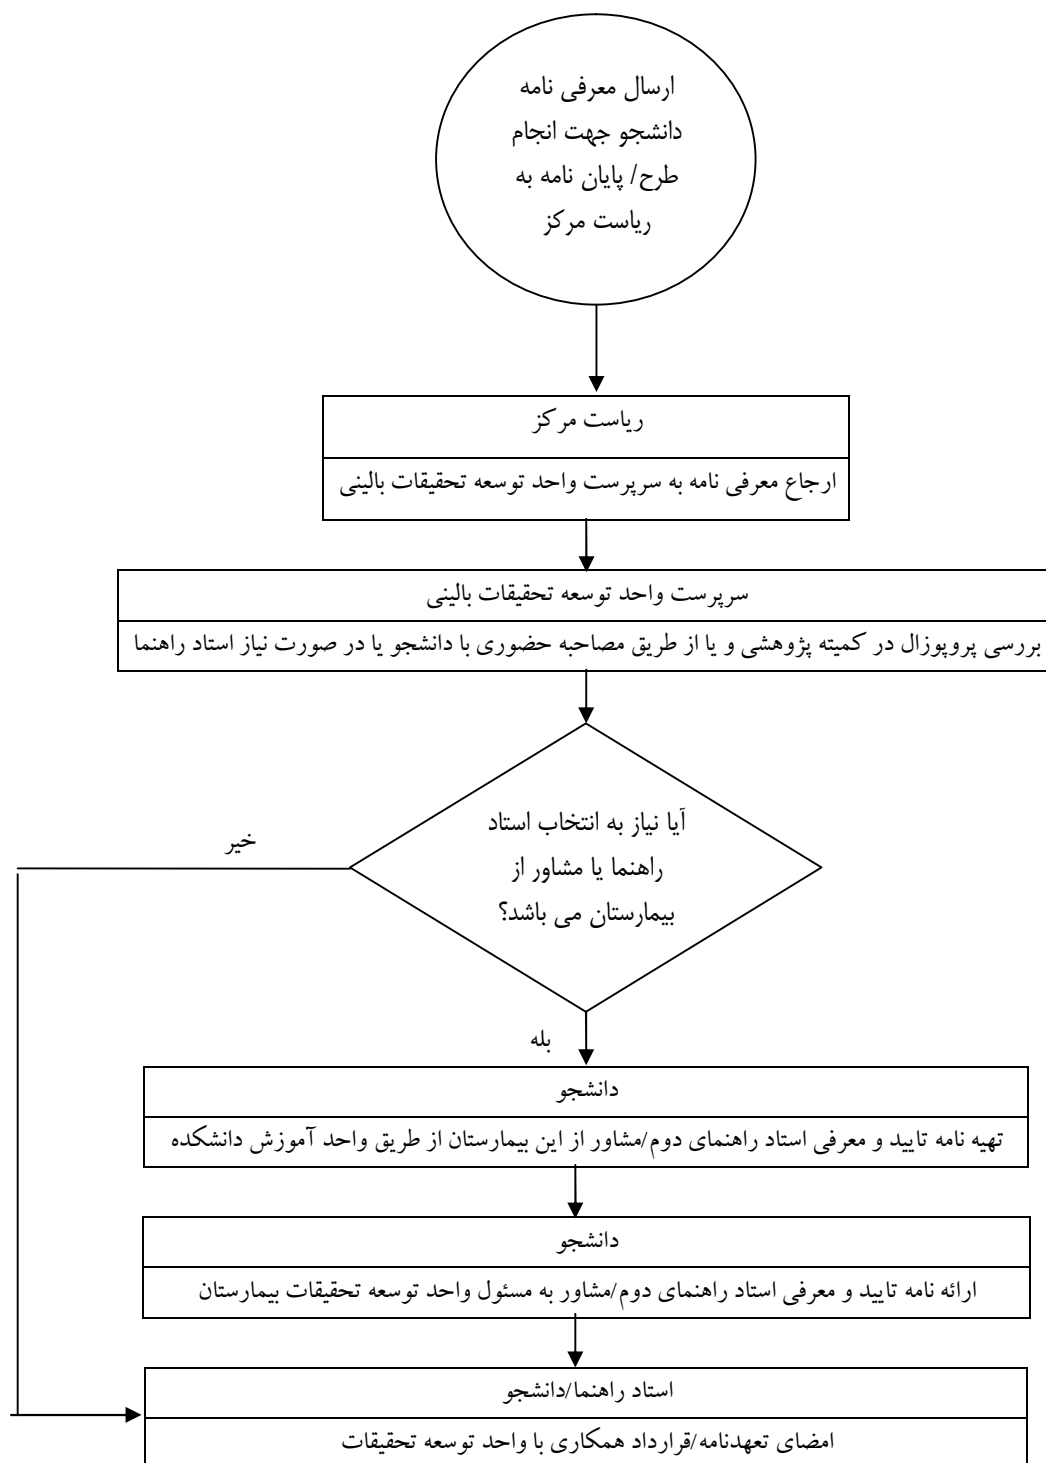 ارسال معرفی نامه
دانشجو جهت انجام
طرح/ پایان نامه به
ریاست مرکز
ریاست مرکز
ارجاع معرفی نامه به سرپرست واحد توسعه تحقیقات بالینی
سرپرست واحد توسعه تحقیقات بالینی
بررسی پروپوزال در کمیته پژوهشی و یا از طریق مصاحبه حضوری با دانشجو یا در صورت نیاز استاد راهنما
آیا نیاز به انتخاب استاد
راهنما یا مشاور از
بیمارستان می باشد؟
خیر
بله
دانشجو
تهیه نامه تایید و معرفی استاد راهنمای دوم/مشاور از این بیمارستان از طریق واحد آموزش دانشکده
دانشجو
ارائه نامه تایید و معرفی استاد راهنمای دوم/مشاور به مسئول واحد توسعه تحقیقات بیمارستان
استاد راهنما/دانشجو
امضای تعهدنامه/قرارداد همکاری با واحد توسعه تحقیقات